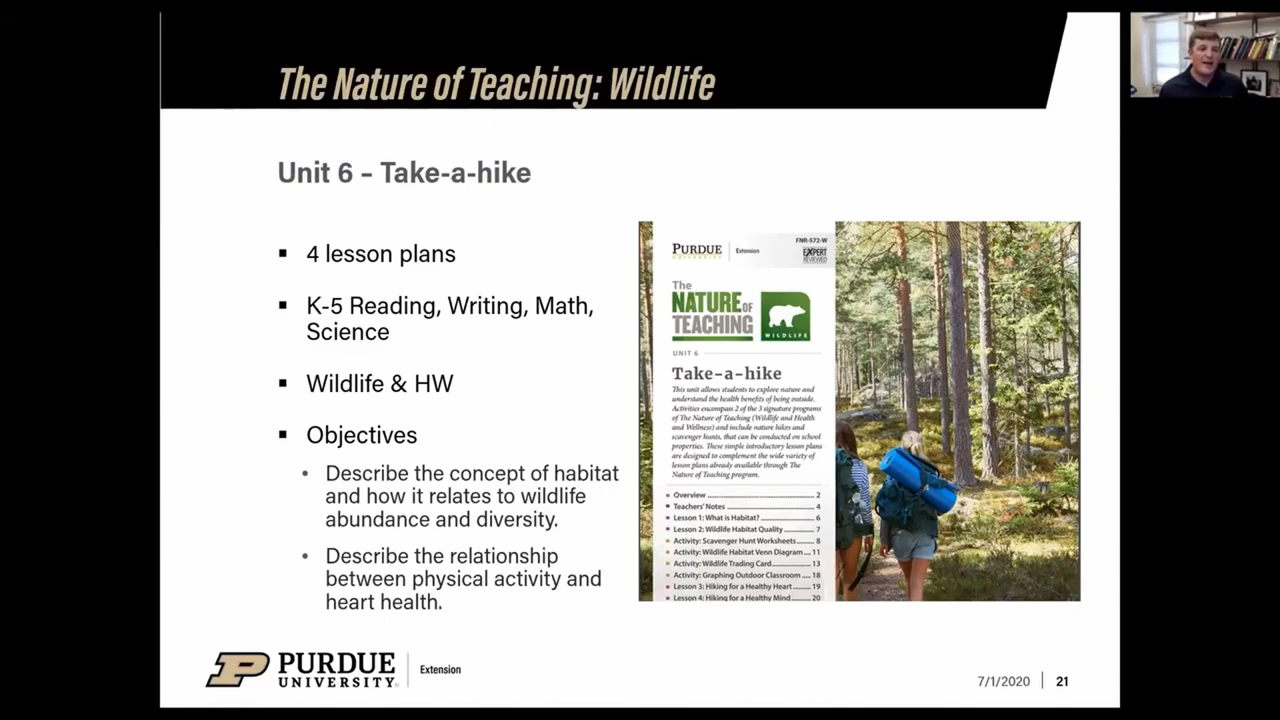 The Nature of Teaching: Wildlife
Unit 6 – Take-a-hike
▪ 4 lesson plans
▪ K-5 Reading, Writing, Math,
Science
▪ Wildlife & HW
▪ Objectives
• Describe the concept of habitat
and how it relates to wildlife
abundance and diversity.
• Describe the relationship
between physical activity and
heart health.
FNR-572-W
PURDUE
UNIVERSITY
Extension
EXPERT
REVIEWED
The
NATURE OF
TEACHING
WILDLIFE
UNIT 6
Take-a-hike
This unit allows students to explore nature and
understand the health benefits of being outside.
Activities encompass 2 of the 3 signature programs
of The Nature of Teaching (Wildlife and Health
and Wellness) and include nature hikes and
scavenger hunts, that can be conducted on school
properties. These simple introductory lesson plans
are designed to complement the wide variety of
lesson plans already available through The
Nature of Teaching program.
Overview 2
Teachers' Notes 4
Lesson 1: What is Habitat? 6
Lesson 2: Wildlife Habitat Quality 7
Activity: Scavenger Hunt Worksheets 8
Activity: Wildlife Habitat Venn Diagram 11
Activity: Wildlife Trading Card 13
Activity: Graphing Outdoor Classroom 18
Lesson 3: Hiking for a Healthy Heart 19
Lesson 4: Hiking for a Healthy Mind 20
PURDUE
UNIVERSITY
Extension
7/1/2020 21